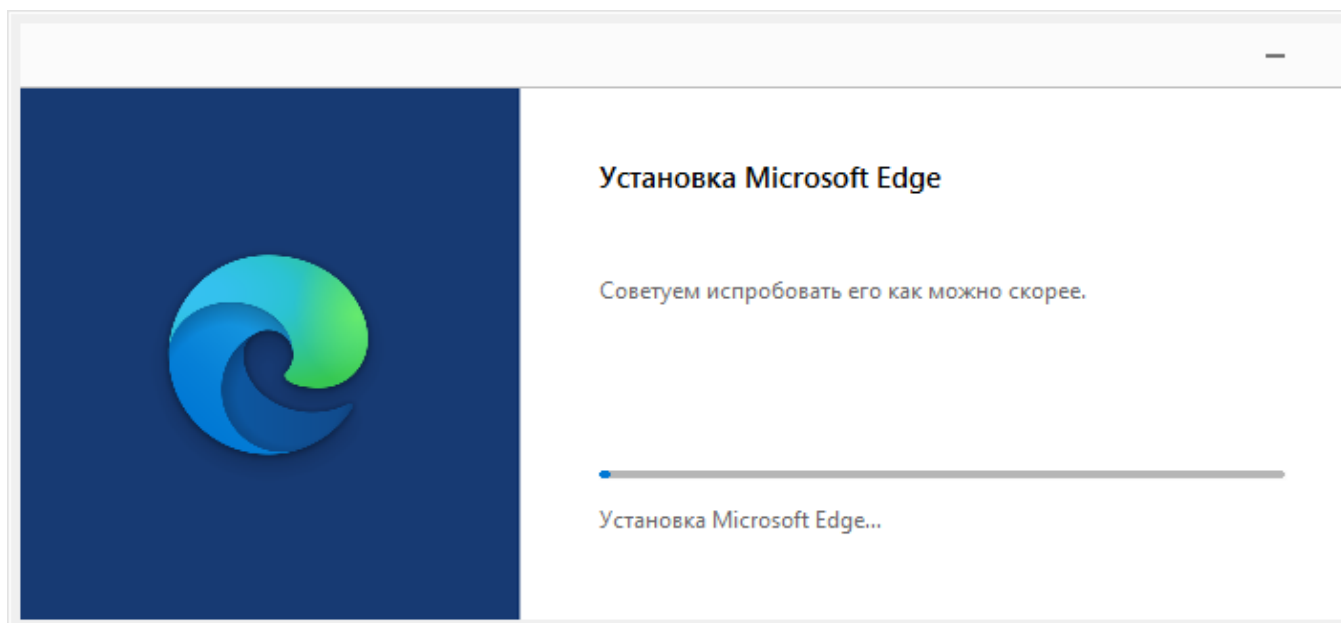 Установка Microsoft Edge
Советуем испробовать его как можно скорее.
Установка Microsoft Edge...